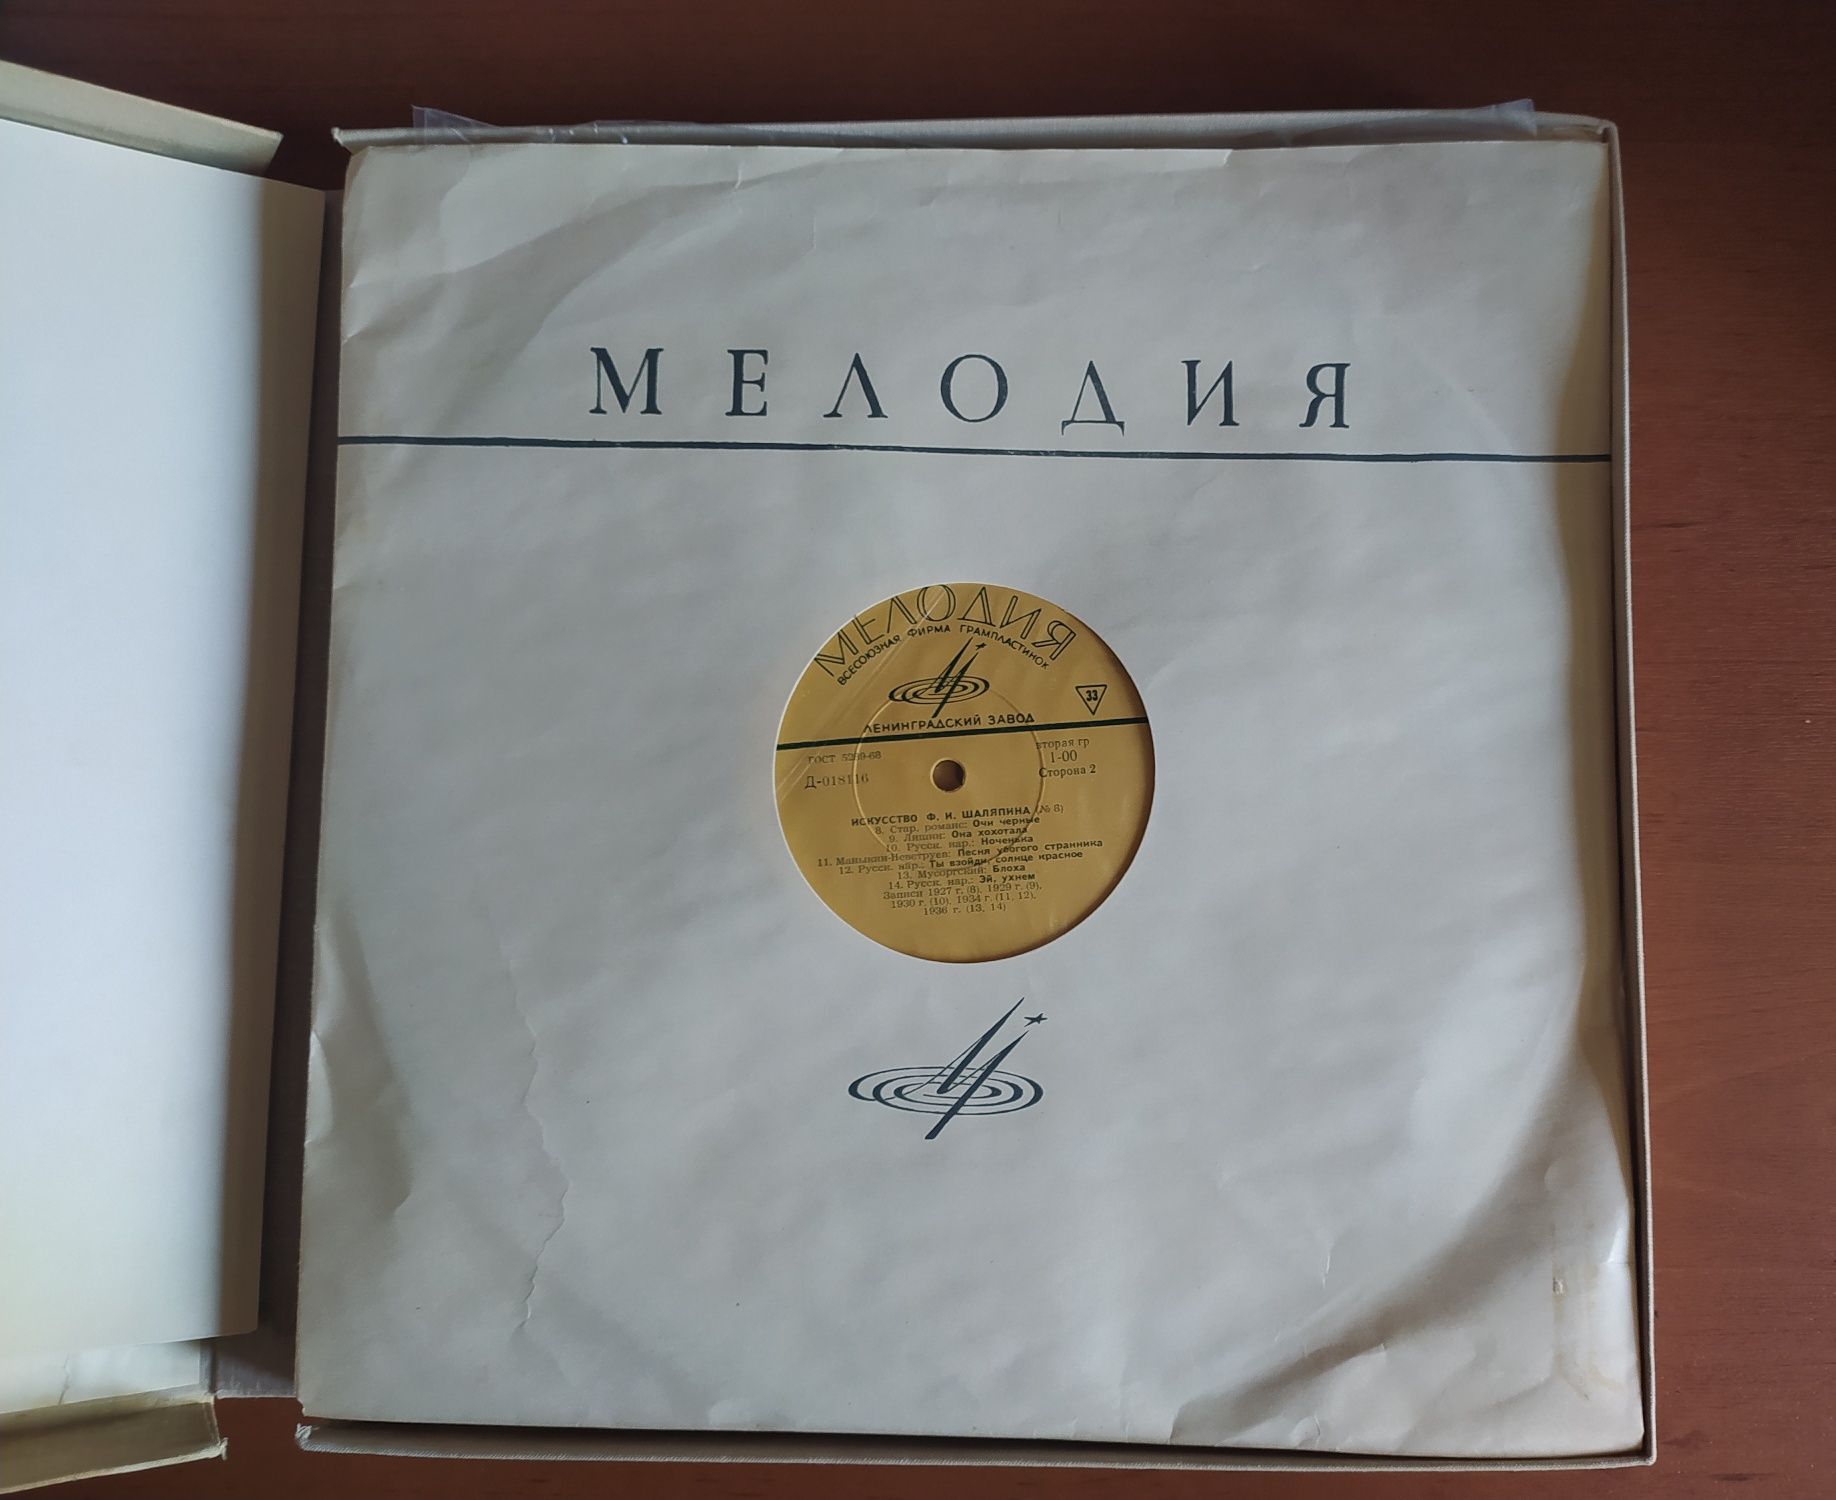 МЕЛОДИЯ
МЕЛОДИЯ
ВСЕСОЮЗНАЯ ФИРМА ГРАМПЛАСТИНОК
33
ЛЕНИНГРАДСКИЙ ЗАВОД
ГОСТ 5289-68
вторая гр
1-00
Д-018116
Сторона 2
ИСКУССТВО Ф. И. ШАЛЯПИНА (№ 8)
8. Стар. романс: Очи черные
9. Лишин: Она хохотала
10. Русск. нар.: Ноченька
11. Маныкин-Невструев: Песня убогого странника
12. Русск. нар.: Ты взойди, солнце красное
13. Мусоргский: Блоха
14. Русск. нар.: Эй, ухнем
Записи 1927 г. (8), 1929 г. (9),
1930 г. (10), 1934 г. (11, 12),
1936 г. (13, 14)